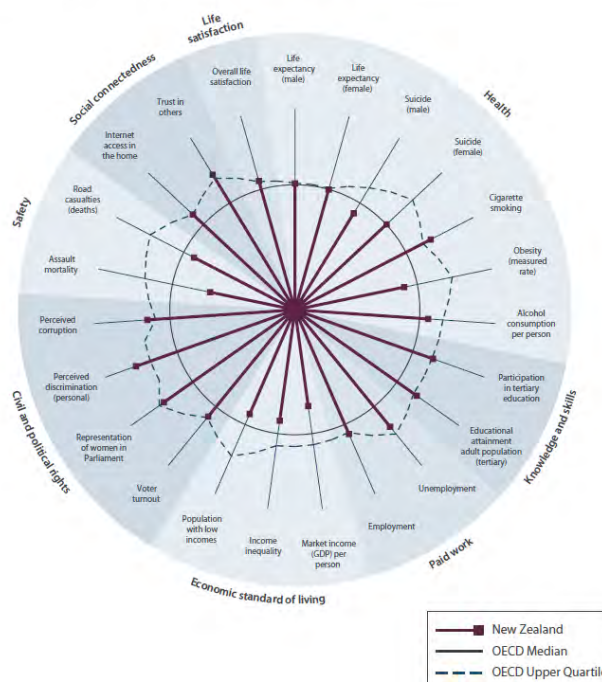 Life
satisfaction
Social connectedness
Health
Safety
Civil and political rights
Knowledge and skills
Paid work
Economic standard of living
Overall life
satisfaction
Life
expectancy
(male)
Life
expectancy
(female)
Suicide
(male)
Suicide
(female)
Cigarette
smoking
Obesity
(measured
rate)
Alcohol
consumption
per person
Participation
in tertiary
education
Educational
attainment
adult population
(tertiary)
Unemployment
Employment
Market income
(GDP) per
person
Income
inequality
Population
with low
incomes
Voter
turnout
Representation
of women in
Parliament
Perceived
discrimination
(personal)
Perceived
corruption
Assault
mortality
Road
casualties
(deaths)
Internet
access in
the home
Trust in
others
New Zealand
OECD Median
OECD Upper Quartile